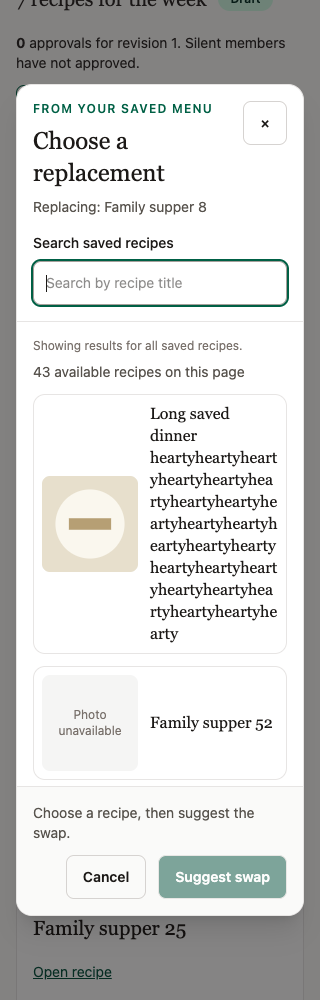 7 recipes for the week
Draft
0 approvals for revision 1. Silent members
have not approved.
FROM YOUR SAVED MENU
Choose a
replacement
×
Replacing: Family supper 8
Search saved recipes
Search by recipe title
Showing results for all saved recipes.
43 available recipes on this page
Long saved
dinner
heartyheartyheart
yheartyheartyhea
rtyheartyheartyhe
artyheartyheartyh
eartyheartyhearty
heartyheartyheart
yheartyheartyhea
rtyheartyheartyhe
arty
Photo
unavailable
Family supper 52
Choose a recipe, then suggest the
swap.
Cancel
Suggest swap
Family supper 25
Open recipe